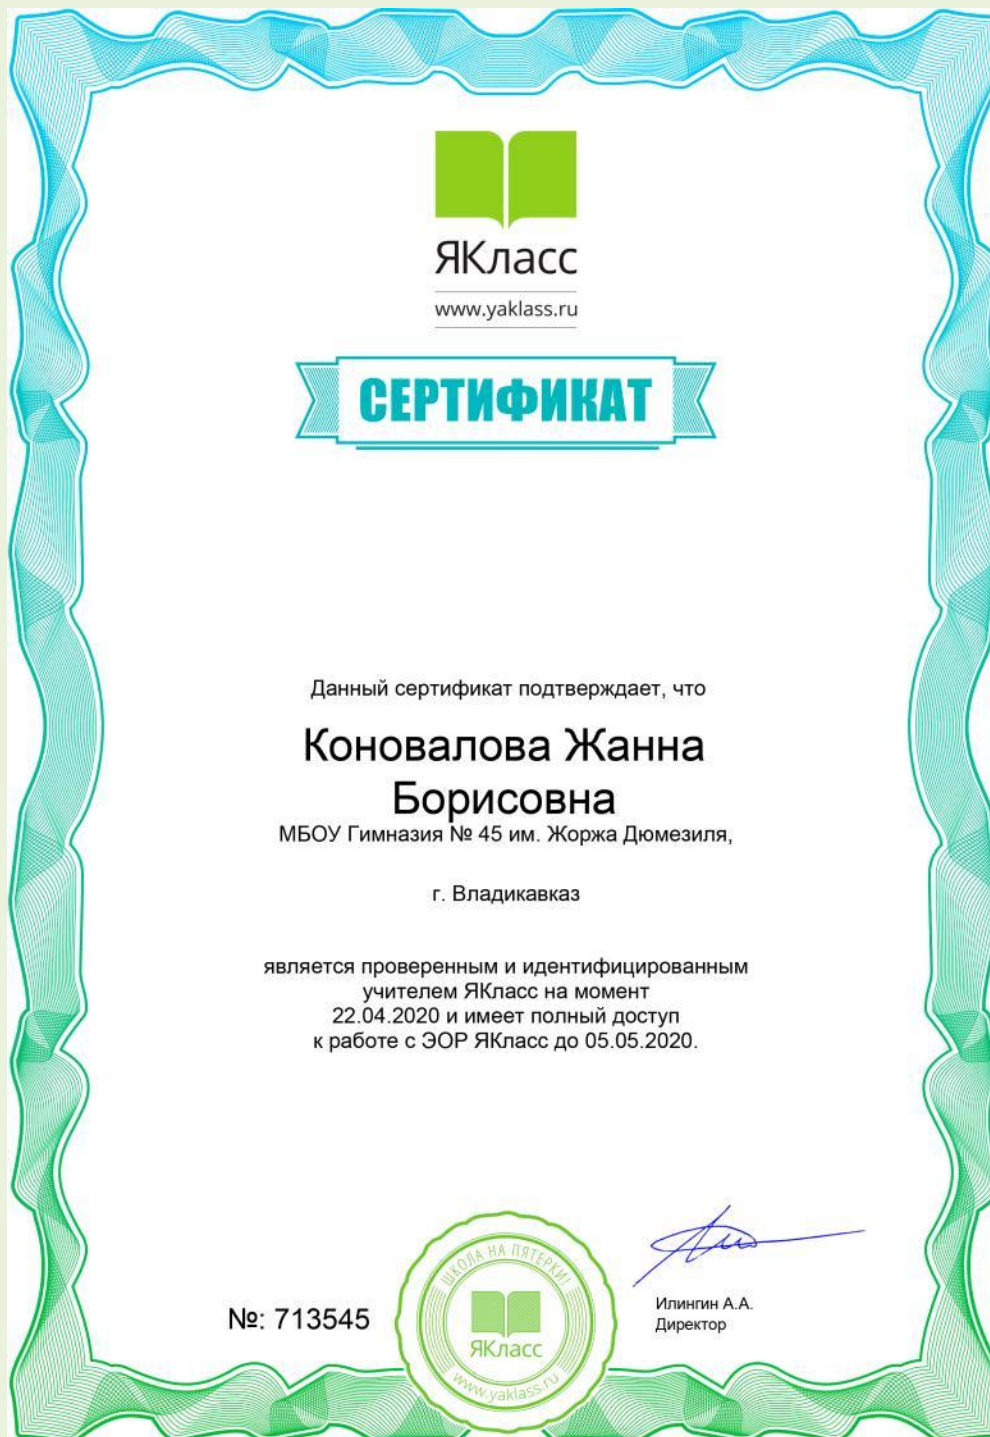 ЯКласс
www.yaklass.ru
СЕРТИФИКАТ
Данный сертификат подтверждает, что
Коновалова Жанна
Борисовна
МБОУ Гимназия № 45 им. Жоржа Дюмезиля,
г. Владикавказ
является проверенным и идентифицированным
учителем ЯКласс на момент
22.04.2020 и имеет полный доступ
к работе с ЭОР ЯКласс до 05.05.2020.
№: 713545
ШКОЛА НА ПЯТЕРКИ!
ЯКласс
www.yaklass.ru
Илингин А.А.
Директор